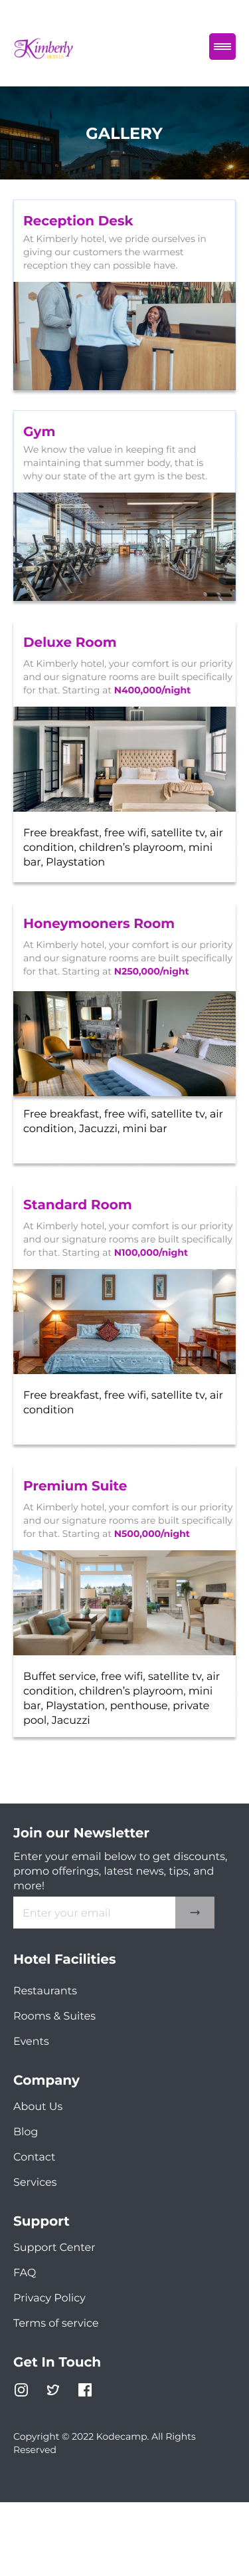 Kimberly
HOTELS
GALLERY
Reception Desk
At Kimberly hotel, we pride ourselves in
giving our customers the warmest
reception they can possible have.
Gym
We know the value in keeping fit and
maintaining that summer body, that is
why our state of the art gym is the best.
Deluxe Room
At Kimberly hotel, your comfort is our priority
and our signature rooms are built specifically
for that. Starting at N400,000/night
Free breakfast, free wifi, satellite tv, air
condition, children’s playroom, mini
bar, Playstation
Honeymooners Room
At Kimberly hotel, your comfort is our priority
and our signature rooms are built specifically
for that. Starting at N250,000/night
Free breakfast, free wifi, satellite tv, air
condition, Jacuzzi, mini bar
Standard Room
At Kimberly hotel, your comfort is our priority
and our signature rooms are built specifically
for that. Starting at N100,000/night
Free breakfast, free wifi, satellite tv, air
condition
Premium Suite
At Kimberly hotel, your comfort is our priority
and our signature rooms are built specifically
for that. Starting at N500,000/night
Buffet service, free wifi, satellite tv, air
condition, children’s playroom, mini
bar, Playstation, penthouse, private
pool, Jacuzzi
Join our Newsletter
Enter your email below to get discounts,
promo offerings, latest news, tips, and
more!
Enter your email
Hotel Facilities
Restaurants
Rooms & Suites
Events
Company
About Us
Blog
Contact
Services
Support
Support Center
FAQ
Privacy Policy
Terms of service
Get In Touch
Copyright © 2022 Kodecamp. All Rights
Reserved